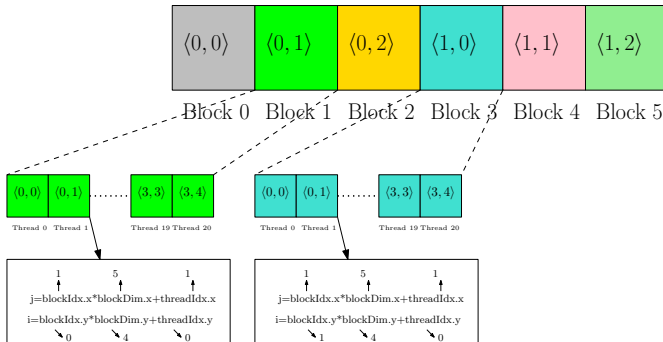 ⟨0, 0⟩ ⟨0, 1⟩ ⟨0, 2⟩ ⟨1, 0⟩ ⟨1, 1⟩ ⟨1, 2⟩
Block 0 Block 1 Block 2 Block 3 Block 4 Block 5
⟨0, 0⟩ ⟨0, 1⟩ ........ ⟨3, 3⟩ ⟨3, 4⟩ ⟨0, 0⟩ ⟨0, 1⟩ ........ ⟨3, 3⟩ ⟨3, 4⟩
Thread 0 Thread 1 Thread 19 Thread 20 Thread 0 Thread 1 Thread 19 Thread 20
1 5 1
j=blockIdx.x*blockDim.x+threadIdx.x
i=blockIdx.y*blockDim.y+threadIdx.y
0 4 0
1 5 1
j=blockIdx.x*blockDim.x+threadIdx.x
i=blockIdx.y*blockDim.y+threadIdx.y
1 4 0